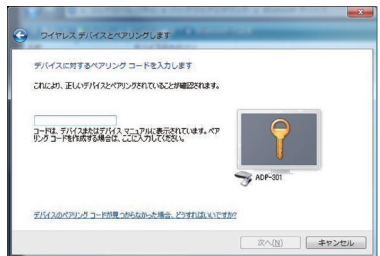 ワイヤレス デバイスとペアリングします
デバイスに対するペアリング コードを入力します
これにより、正しいデバイスとペアリングされていることが確認されます。
コードは、デバイスまたはデバイス マニュアルに表示されています。ペア
リング コードを作成する場合は、ここに入力してください。
ADP-301
デバイスのペアリング コードが見つからなかった場合、どうすればいいですか?
次へ(N)
キャンセル